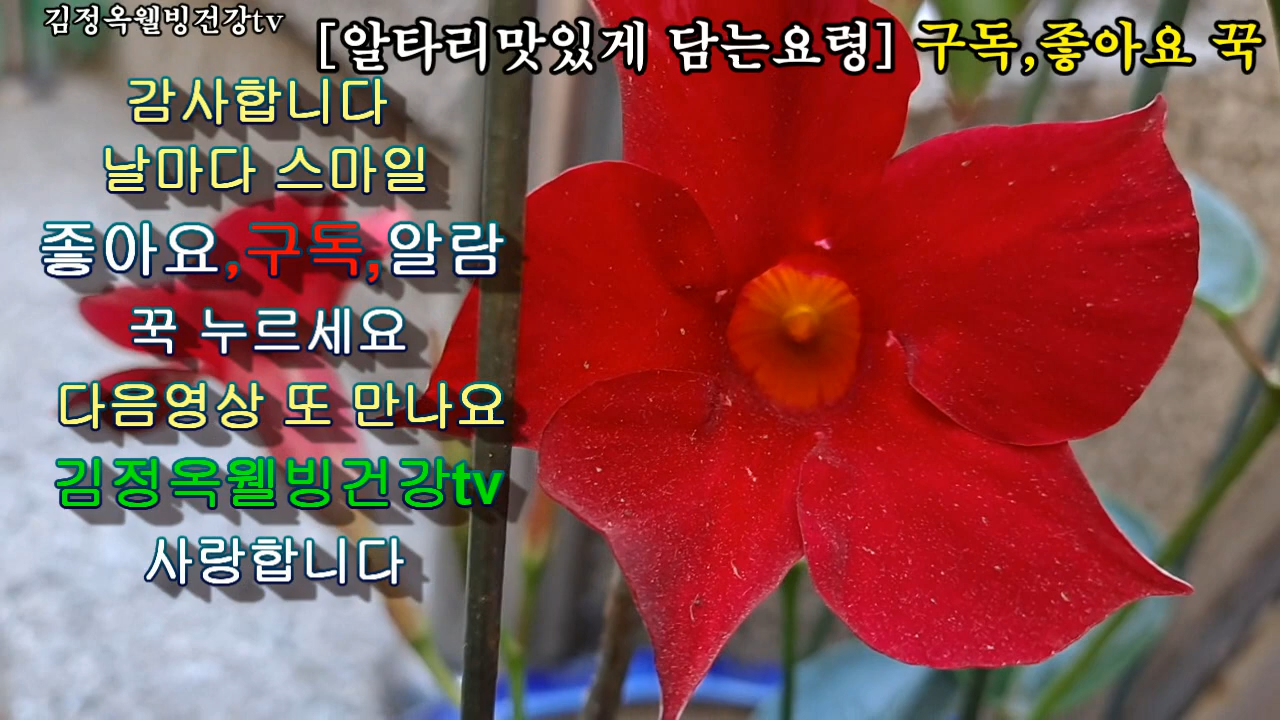 김정옥웰빙건강tv
[알타리맛있게 담는요령] 구독,좋아요 꾹
감사합니다
날마다 스마일
좋아요,구독,알람
꾹 누르세요
다음영상 또 만나요
김정옥웰빙건강tv
사랑합니다